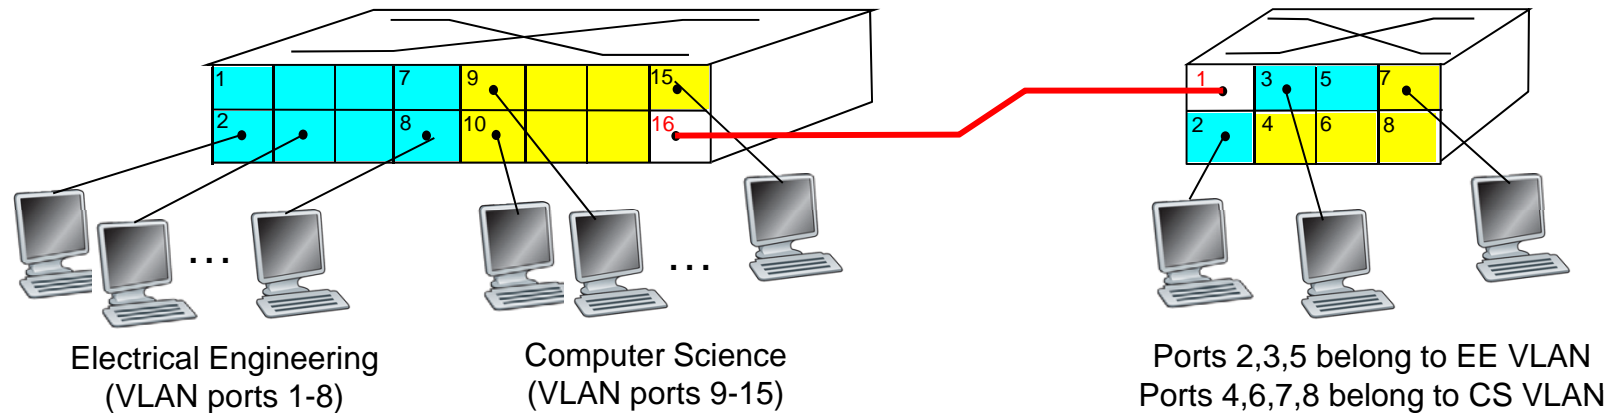 1 7 9 15
2 8 10 16
1 3 5 7
2 4 6 8
... ...
Electrical Engineering
(VLAN ports 1-8)
Computer Science
(VLAN ports 9-15)
Ports 2,3,5 belong to EE VLAN
Ports 4,6,7,8 belong to CS VLAN